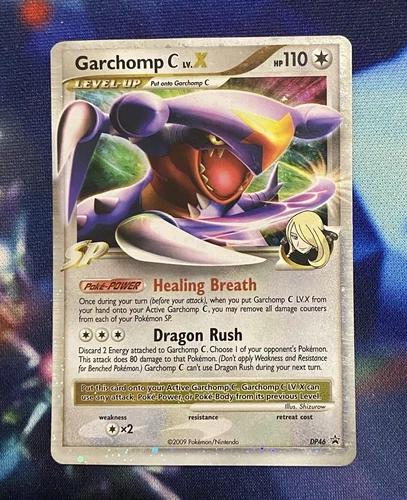 Garchomp C LV.X HP 110
LEVEL-UP Put onto Garchomp C
SP
Poké-POWER Healing Breath
Once during your turn (before your attack), when you put Garchomp C LV.X from
your hand onto your Active Garchomp C, you may remove all damage counters
from each of your Pokémon SP.
Dragon Rush
Discard 2 Energy attached to Garchomp C. Choose 1 of your opponent's Pokémon.
This attack does 80 damage to that Pokémon. (Don't apply Weakness and Resistance
for Benched Pokémon.) Garchomp C can't use Dragon Rush during your next turn.
Put this card onto your Active Garchomp C. Garchomp C LV.X can
use any attack, Poké-Power, or Poké-Body from its previous Level.
Illus. Shizurow
weakness resistance retreat cost
×2
©2009 Pokémon/Nintendo DP46